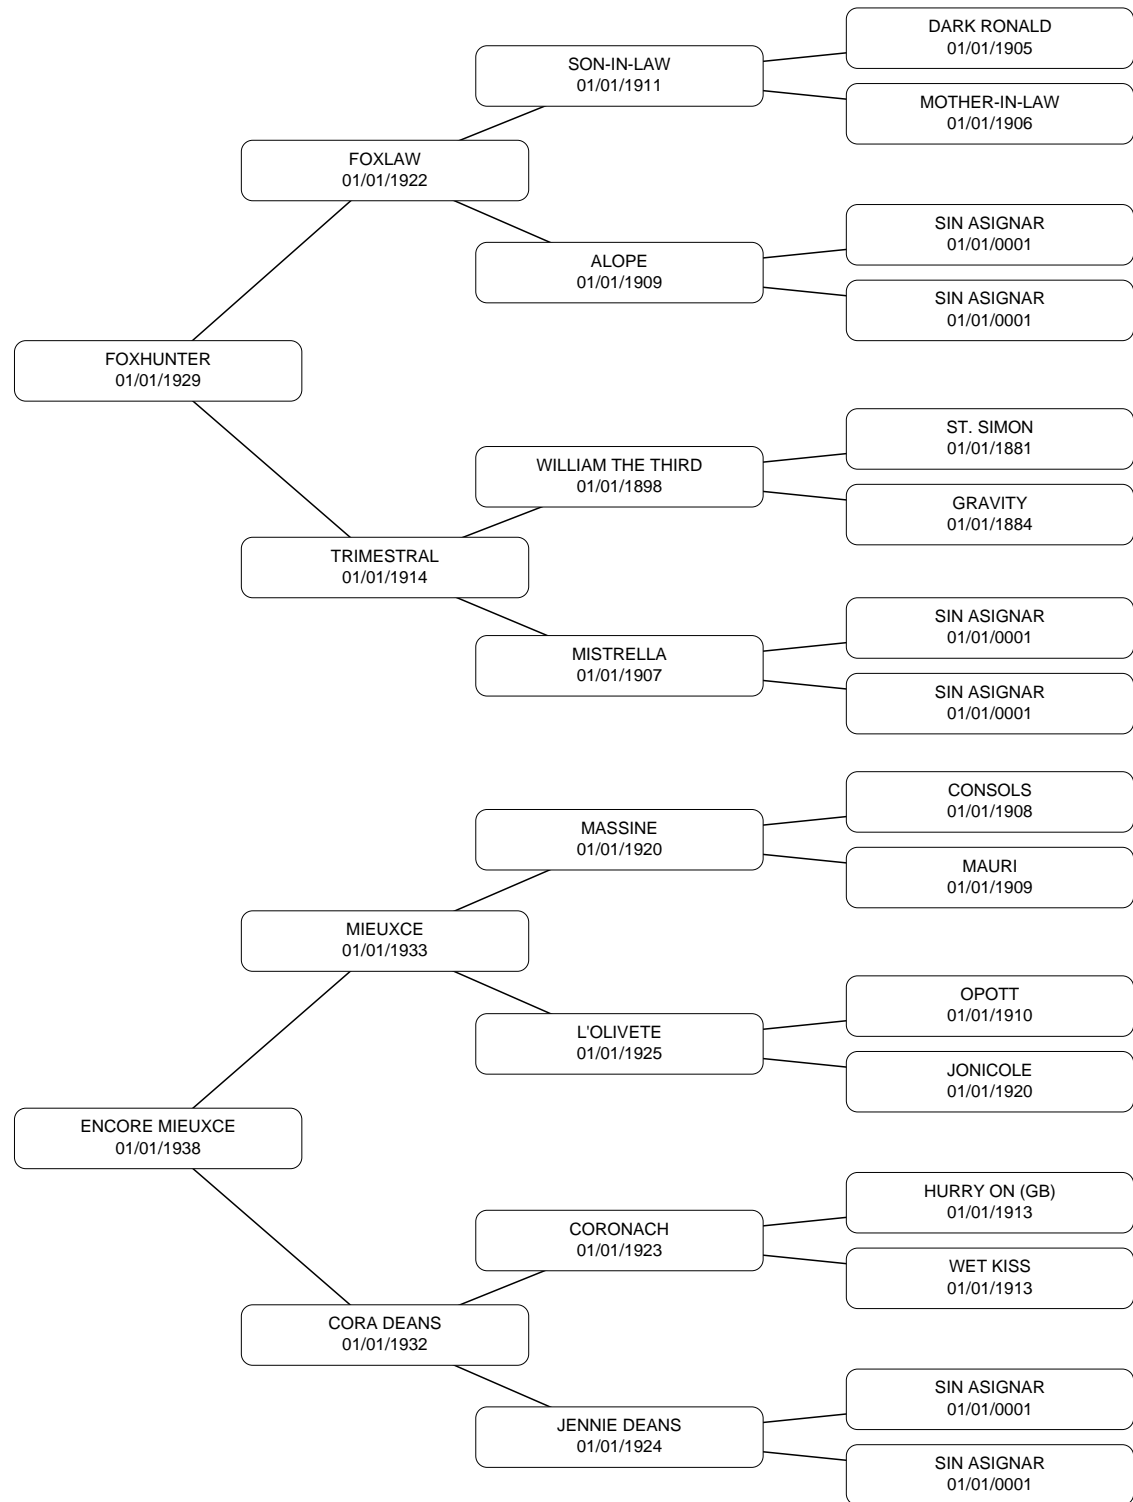 DARK RONALD
01/01/1905
SON-IN-LAW
01/01/1911
MOTHER-IN-LAW
01/01/1906
FOXLAW
01/01/1922
SIN ASIGNAR
01/01/0001
ALOPE
01/01/1909
SIN ASIGNAR
01/01/0001
FOXHUNTER
01/01/1929
ST. SIMON
01/01/1881
WILLIAM THE THIRD
01/01/1898
GRAVITY
01/01/1884
TRIMESTRAL
01/01/1914
SIN ASIGNAR
01/01/0001
MISTRELLA
01/01/1907
SIN ASIGNAR
01/01/0001
CONSOLS
01/01/1908
MASSINE
01/01/1920
MAURI
01/01/1909
MIEUXCE
01/01/1933
OPOTT
01/01/1910
L'OLIVETE
01/01/1925
JONICOLE
01/01/1920
ENCORE MIEUXCE
01/01/1938
HURRY ON (GB)
01/01/1913
CORONACH
01/01/1923
WET KISS
01/01/1913
CORA DEANS
01/01/1932
SIN ASIGNAR
01/01/0001
JENNIE DEANS
01/01/1924
SIN ASIGNAR
01/01/0001